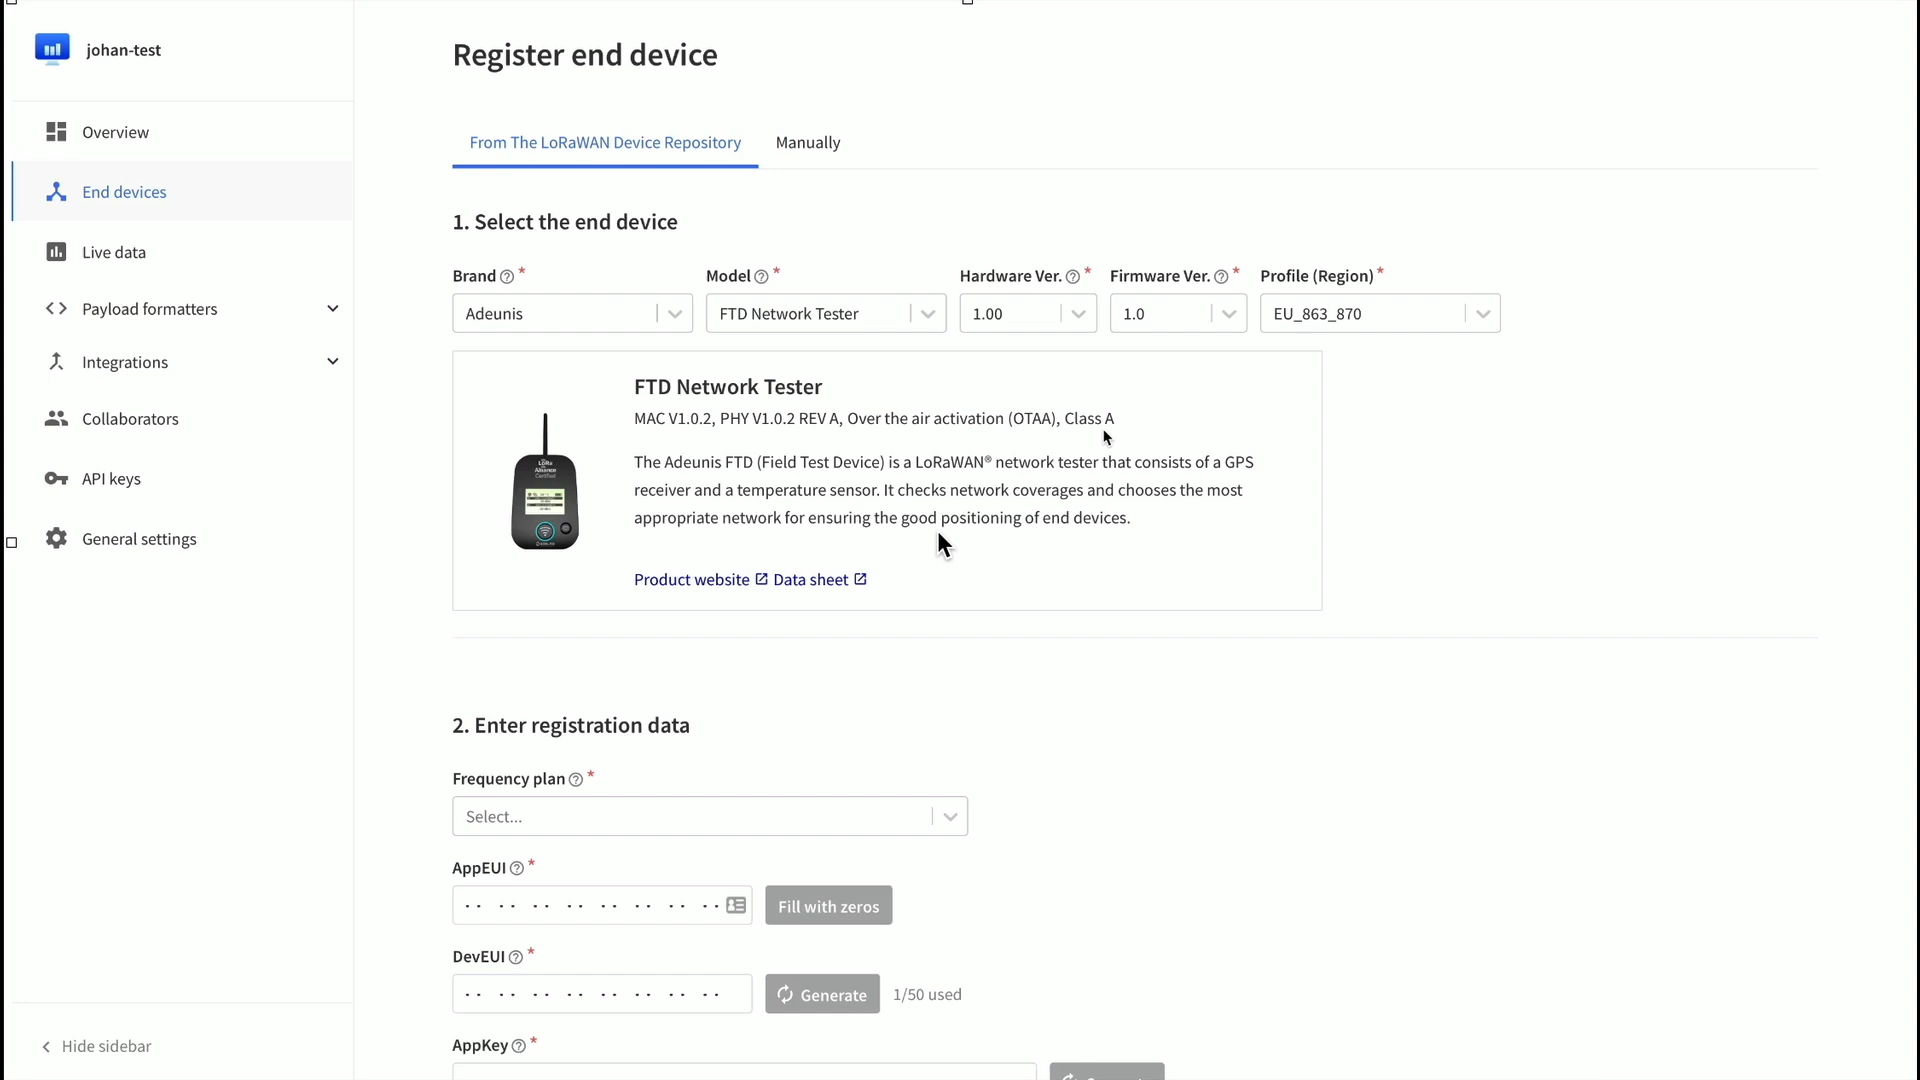 johan-test
Overview
End devices
Live data
Payload formatters
Integrations
Collaborators
API keys
General settings
Hide sidebar
Register end device
From The LoRaWAN Device Repository Manually
1. Select the end device
Brand * Model * Hardware Ver. * Firmware Ver. * Profile (Region) *
Adeunis FTD Network Tester 1.00 1.0 EU_863_870
LoRa
Alliance
Certified
FTD Network Tester
MAC V1.0.2, PHY V1.0.2 REV A, Over the air activation (OTAA), Class A
The Adeunis FTD (Field Test Device) is a LoRaWAN® network tester that consists of a GPS
receiver and a temperature sensor. It checks network coverages and chooses the most
appropriate network for ensuring the good positioning of end devices.
Product website Data sheet
2. Enter registration data
Frequency plan *
Select...
AppEUI *
·· ·· ·· ·· ·· ·· ·· ·· Fill with zeros
DevEUI *
·· ·· ·· ·· ·· ·· ·· ·· Generate 1/50 used
AppKey *